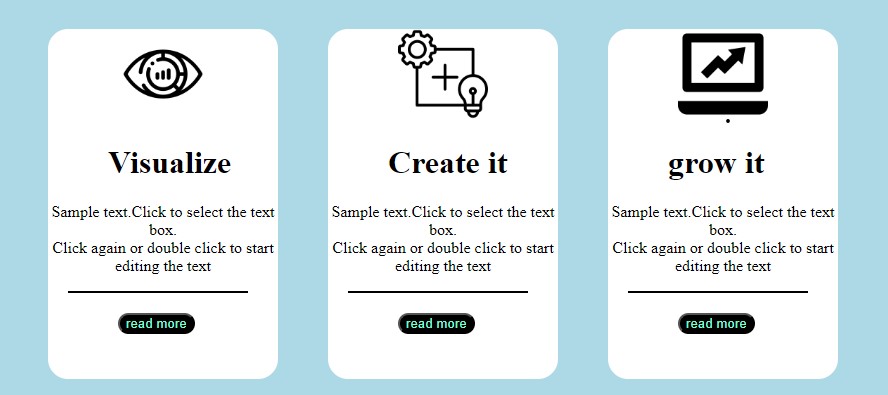 Visualize
Sample text.Click to select the text
box.
Click again or double click to start
editing the text
read more
Create it
Sample text.Click to select the text
box.
Click again or double click to start
editing the text
read more
grow it
Sample text.Click to select the text
box.
Click again or double click to start
editing the text
read more